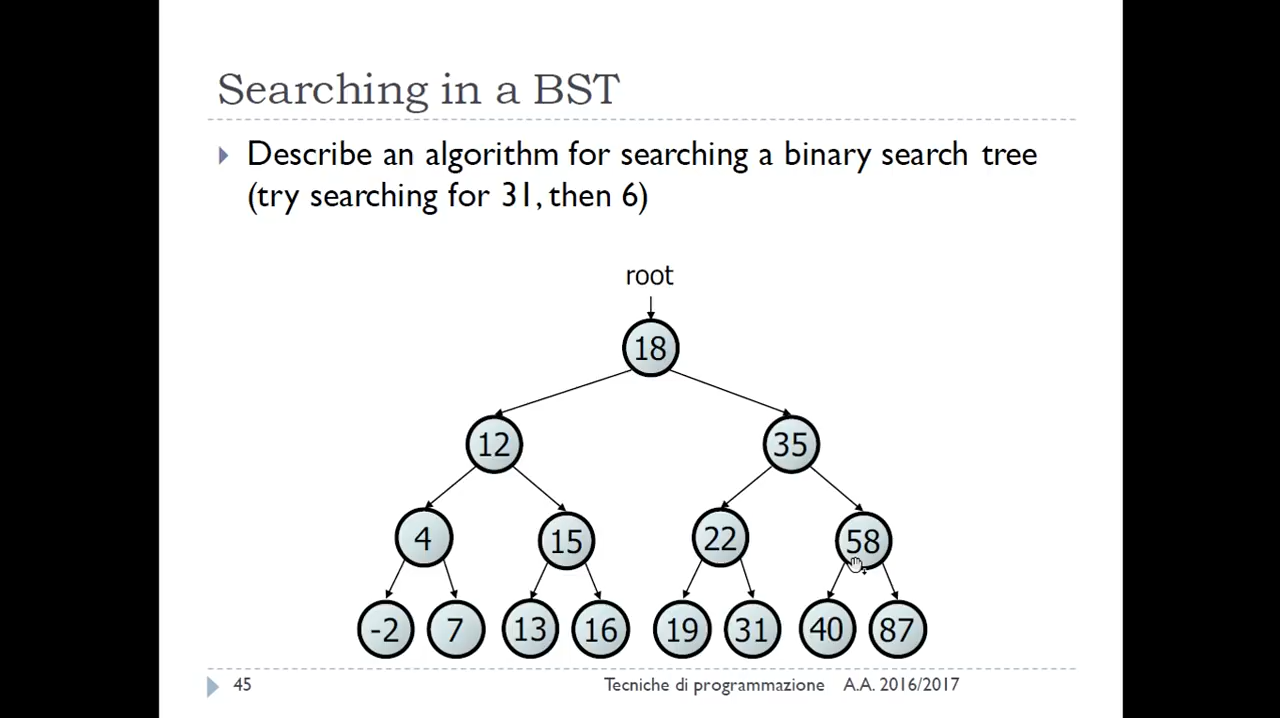 Searching in a BST
Describe an algorithm for searching a binary search tree
(try searching for 31, then 6)
root
18
12 35
4 15 22 58
-2 7 13 16 19 31 40 87
45 Tecniche di programmazione A.A. 2016/2017